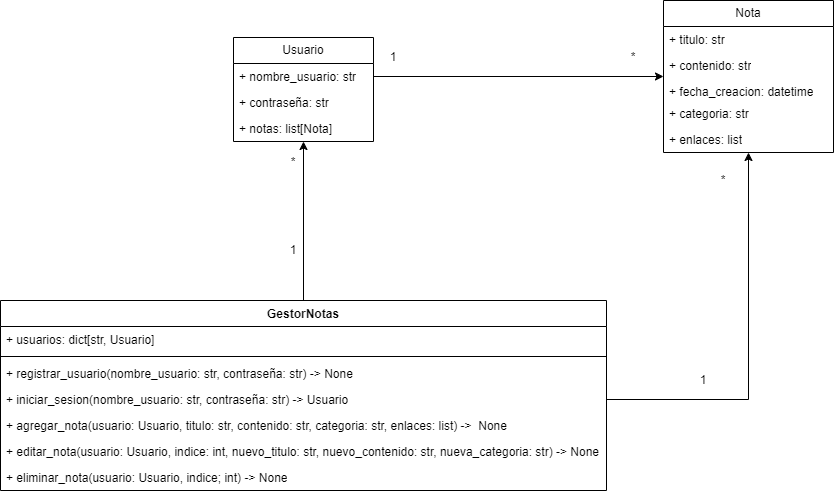 Nota
+ titulo: str
+ contenido: str
+ fecha_creacion: datetime
+ categoria: str
+ enlaces: list
Usuario
+ nombre_usuario: str
+ contraseña: str
+ notas: list[Nota]
1
*
*
1
*
1
GestorNotas
+ usuarios: dict[str, Usuario]
+ registrar_usuario(nombre_usuario: str, contraseña: str) -> None
+ iniciar_sesion(nombre_usuario: str, contraseña: str) -> Usuario
+ agregar_nota(usuario: Usuario, titulo: str, contenido: str, categoria: str, enlaces: list) -> None
+ editar_nota(usuario: Usuario, indice: int, nuevo_titulo: str, nuevo_contenido: str, nueva_categoria: str) -> None
+ eliminar_nota(usuario: Usuario, indice; int) -> None